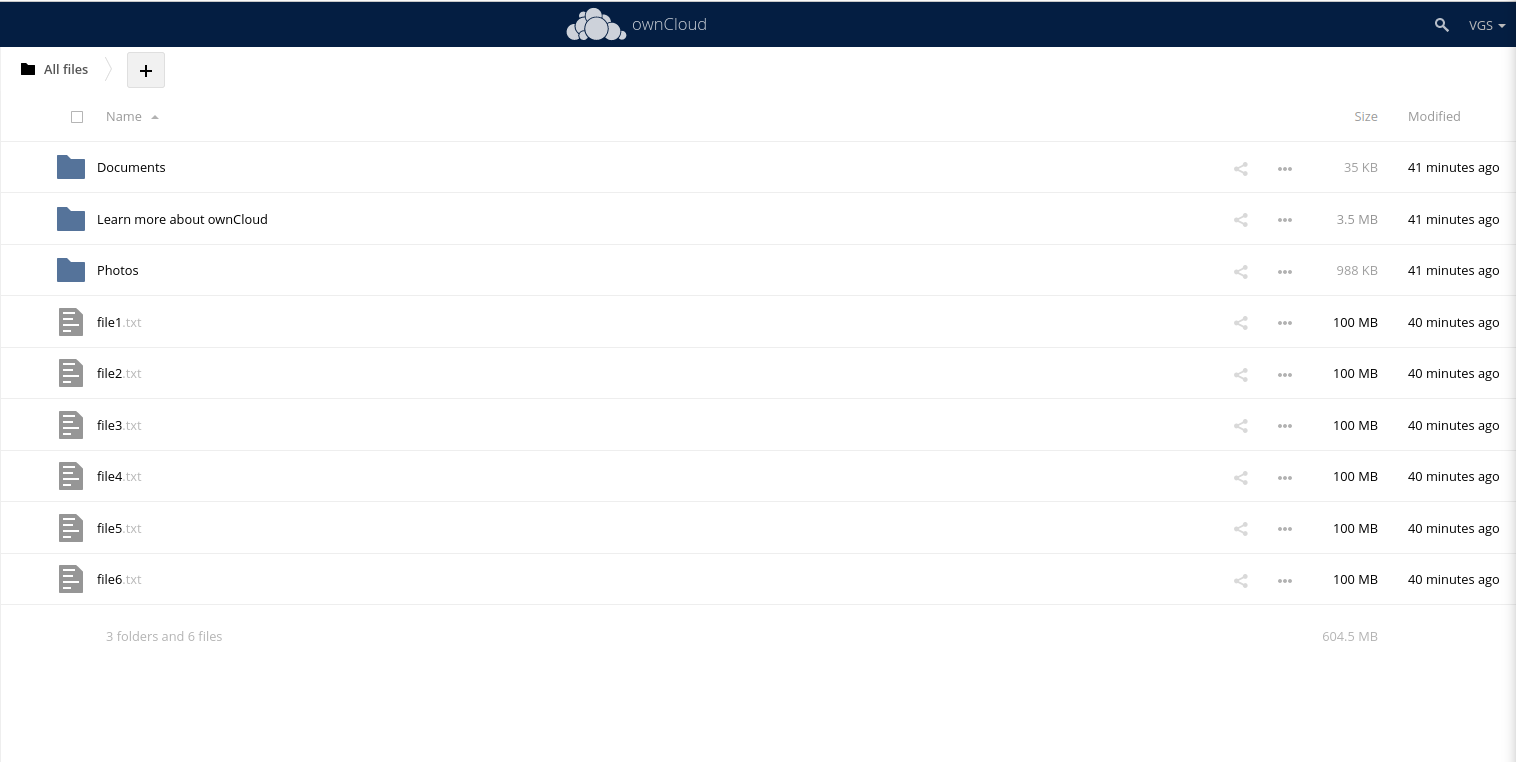 ownCloud VGS
All files
Name Size Modified
Documents 35 KB 41 minutes ago
Learn more about ownCloud 3.5 MB 41 minutes ago
Photos 988 KB 41 minutes ago
file1.txt 100 MB 40 minutes ago
file2.txt 100 MB 40 minutes ago
file3.txt 100 MB 40 minutes ago
file4.txt 100 MB 40 minutes ago
file5.txt 100 MB 40 minutes ago
file6.txt 100 MB 40 minutes ago
3 folders and 6 files 604.5 MB